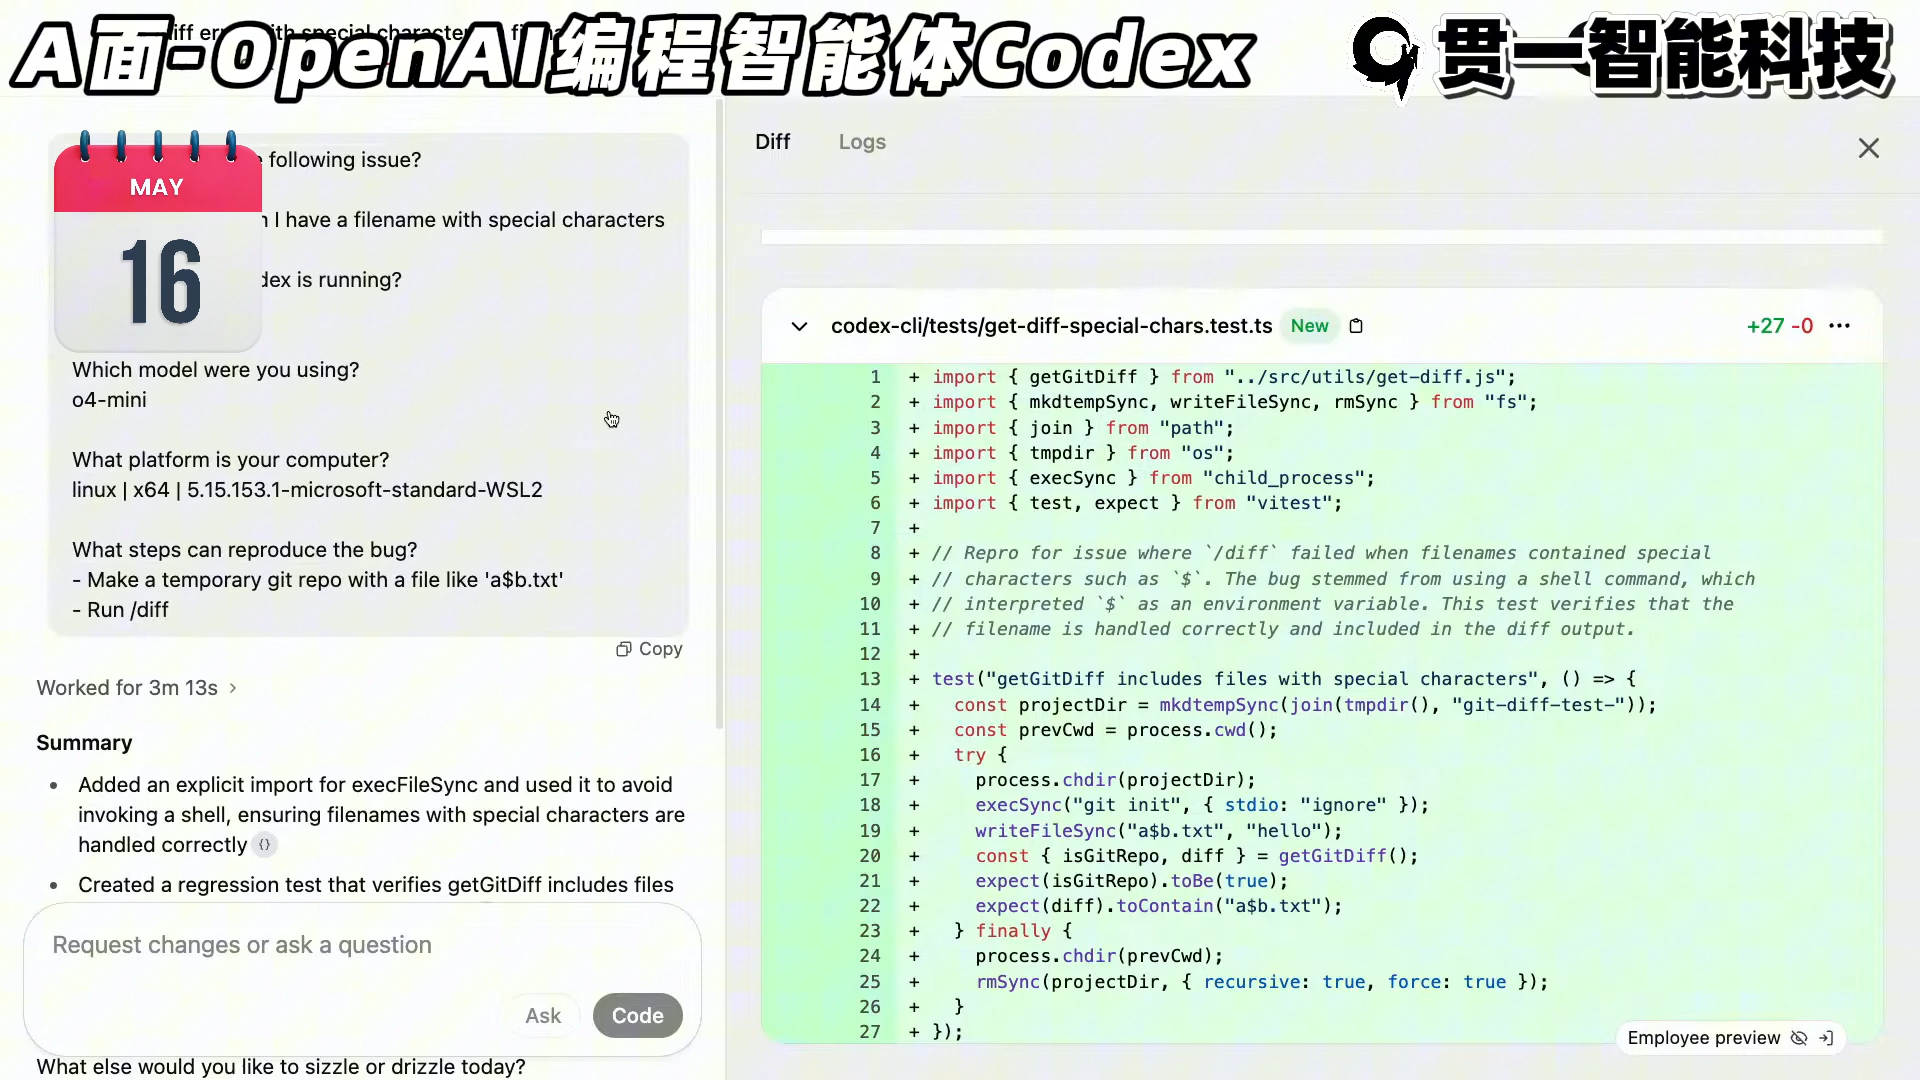 A面-OpenAI编程智能体Codex
贯一智能科技
MAY
16
following issue?
I have a filename with special characters
dex is running?
Which model were you using?
o4-mini
What platform is your computer?
linux | x64 | 5.15.153.1-microsoft-standard-WSL2
What steps can reproduce the bug?
- Make a temporary git repo with a file like 'a$b.txt'
- Run /diff
Copy
Worked for 3m 13s
Summary
• Added an explicit import for execFileSync and used it to avoid
invoking a shell, ensuring filenames with special characters are
handled correctly
• Created a regression test that verifies getGitDiff includes files
Request changes or ask a question
Ask
Code
What else would you like to sizzle or drizzle today?
Diff
Logs
codex-cli/tests/get-diff-special-chars.test.ts
New
+27 -0
1 + import { getGitDiff } from "../src/utils/get-diff.js";
2 + import { mkdtempSync, writeFileSync, rmSync } from "fs";
3 + import { join } from "path";
4 + import { tmpdir } from "os";
5 + import { execSync } from "child_process";
6 + import { test, expect } from "vitest";
7 +
8 + // Repro for issue where `/diff` failed when filenames contained special
9 + // characters such as `$`. The bug stemmed from using a shell command, which
10 + // interpreted `$` as an environment variable. This test verifies that the
11 + // filename is handled correctly and included in the diff output.
12 +
13 + test("getGitDiff includes files with special characters", () => {
14 + const projectDir = mkdtempSync(join(tmpdir(), "git-diff-test-"));
15 + const prevCwd = process.cwd();
16 + try {
17 + process.chdir(projectDir);
18 + execSync("git init", { stdio: "ignore" });
19 + writeFileSync("a$b.txt", "hello");
20 + const { isGitRepo, diff } = getGitDiff();
21 + expect(isGitRepo).toBe(true);
22 + expect(diff).toContain("a$b.txt");
23 + } finally {
24 + process.chdir(prevCwd);
25 + rmSync(projectDir, { recursive: true, force: true });
26 + }
27 + });
Employee preview